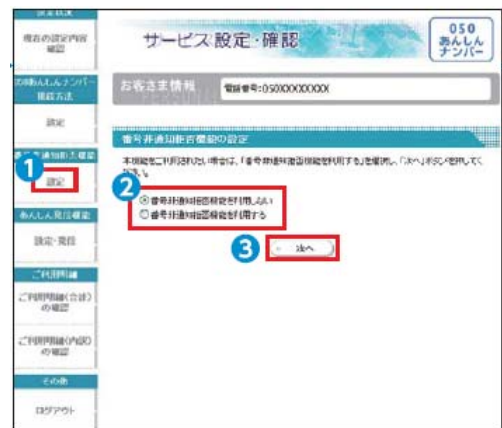 現在の設定内容
確認
接続方法
設定
1
設定
あんしん発信機能
設定・発信
ご利用明細
ご利用明細(合計)
の確認
ご利用明細(内訳)
の確認
その他
ログアウト
サービス設定・確認
050
あんしん
ナンバー
お客さま情報
電話番号:050XXXXXXXX
番号非通知拒否機能の設定
本機能をご利用されたい場合は、「番号非通知拒否機能を利用する」を選択し、「次へ」ボタンを押してく
ださい。
2
番号非通知拒否機能を利用しない
番号非通知拒否機能を利用する
3
次へ